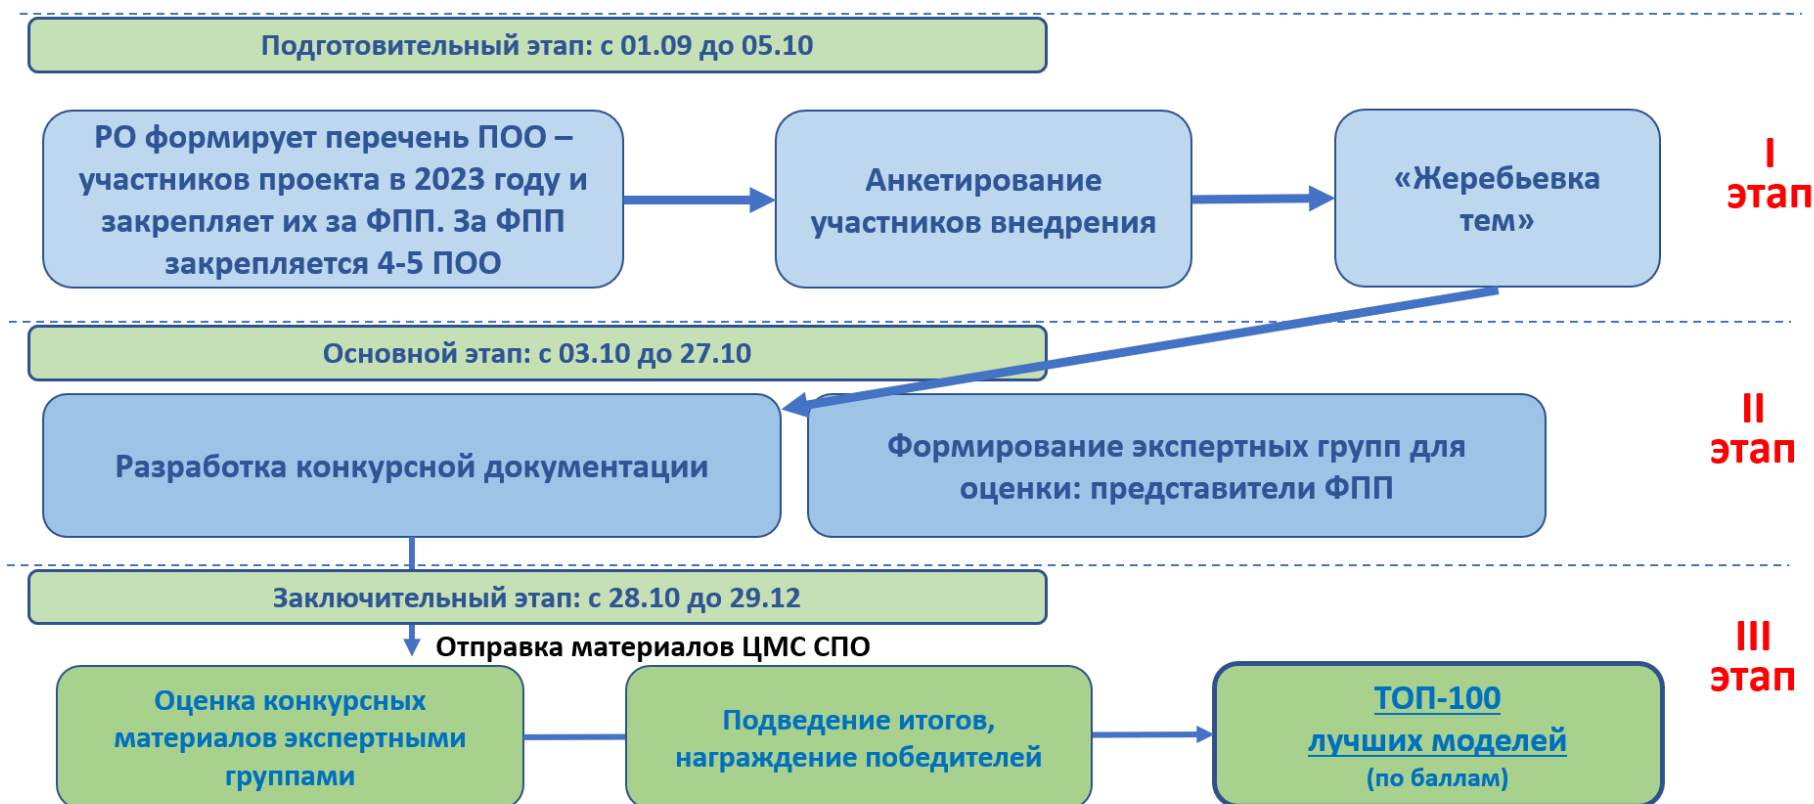 Подготовительный этап: с 01.09 до 05.10
РО формирует перечень ПОО –
участников проекта в 2023 году и
закрепляет их за ФПП. За ФПП
закрепляется 4-5 ПОО
Анкетирование
участников внедрения
«Жеребьевка
тем»
I
этап
Основной этап: с 03.10 до 27.10
Разработка конкурсной документации
Формирование экспертных групп для
оценки: представители ФПП
II
этап
Заключительный этап: с 28.10 до 29.12
Отправка материалов ЦМС СПО
Оценка конкурсных
материалов экспертными
группами
Подведение итогов,
награждение победителей
ТОП-100
лучших моделей
(по баллам)
III
этап